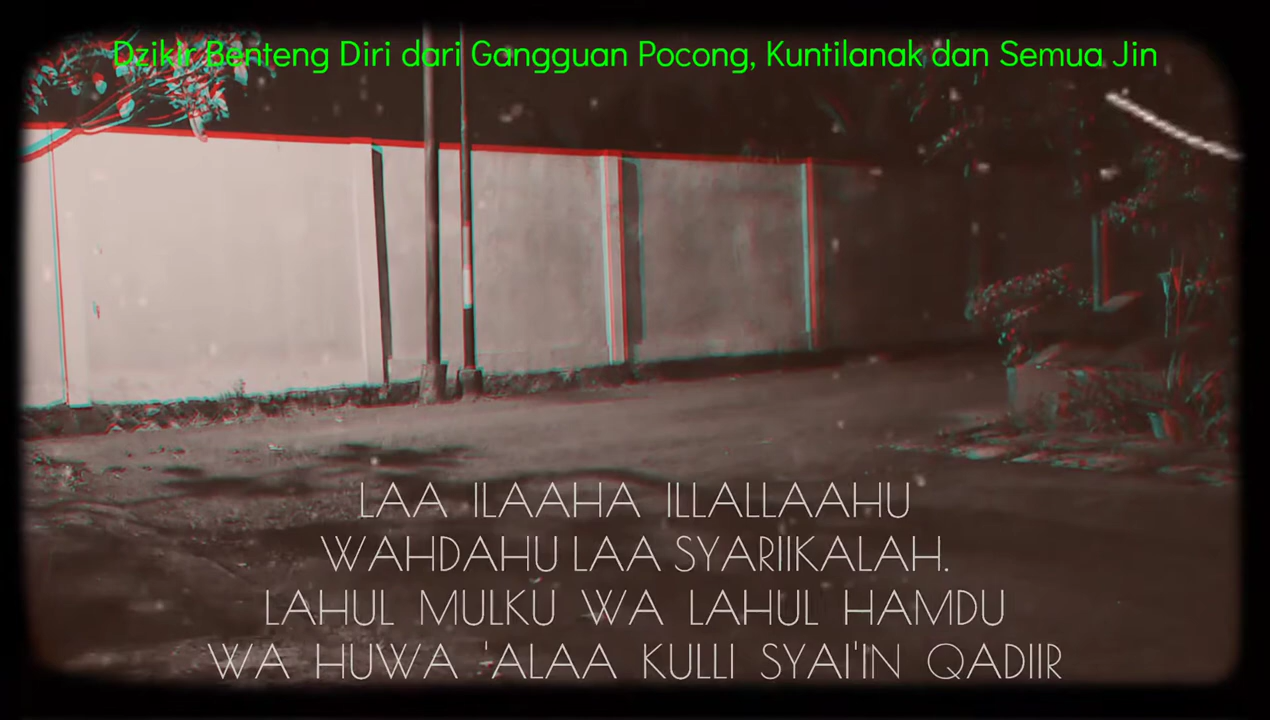 Dzikir Benteng Diri dari Gangguan Pocong, Kuntilanak dan Semua Jin
LAA ILAAHA ILLALLAAHU
WAHDAHU LAA SYARIIKALAH.
LAHUL MULKU WA LAHUL HAMDU
WA HUWA 'ALAA KULLI SYAI'IN QADIIR